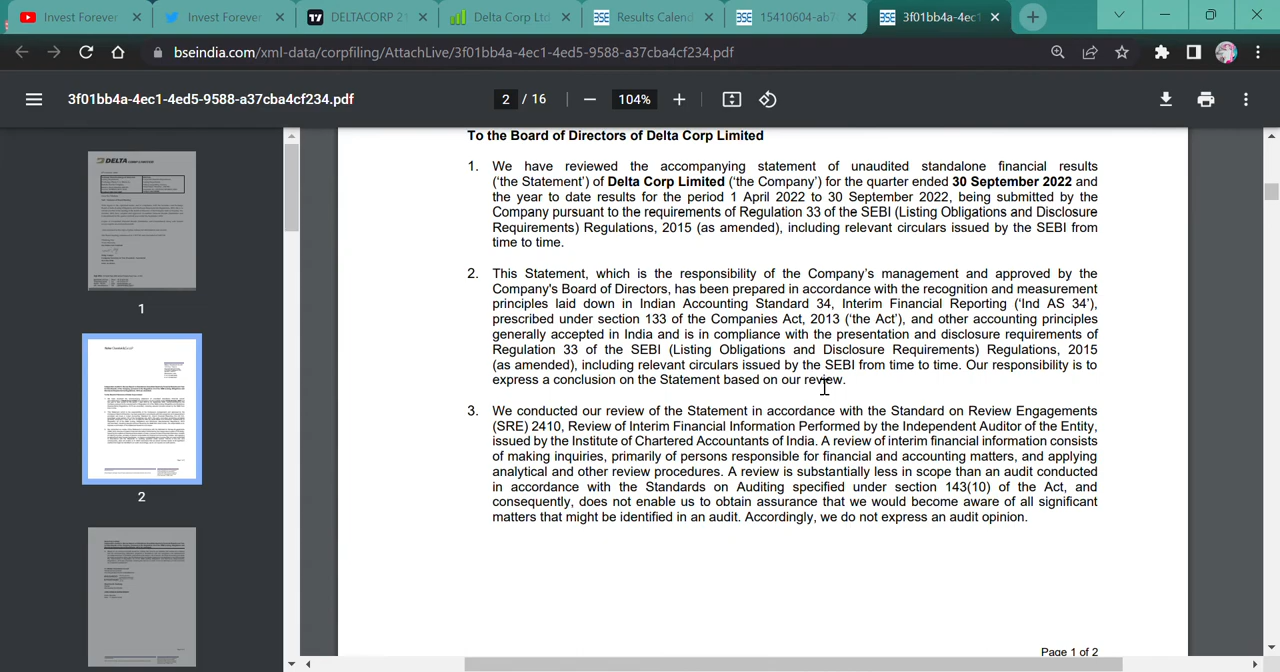 Invest Forever
Invest Forever
DELTACORP 21
Delta Corp Ltd
Results Calend
15410604-ab7
3f01bb4a-4ec1
bseindia.com/xml-data/corpfiling/AttachLive/3f01bb4a-4ec1-4ed5-9588-a37cba4cf234.pdf
3f01bb4a-4ec1-4ed5-9588-a37cba4cf234.pdf
2 / 16
104%
To the Board of Directors of Delta Corp Limited
1. We have reviewed the accompanying statement of unaudited standalone financial results
('the Statement') of Delta Corp Limited ('the Company') for the quarter ended 30 September 2022 and
the year to date results for the period 1 April 2022 to 30 September 2022, being submitted by the
Company pursuant to the requirements of Regulation 33 of the SEBI (Listing Obligations and Disclosure
Requirements) Regulations, 2015 (as amended), including relevant circulars issued by the SEBI from
time to time.
2. This Statement, which is the responsibility of the Company's management and approved by the
Company's Board of Directors, has been prepared in accordance with the recognition and measurement
principles laid down in Indian Accounting Standard 34, Interim Financial Reporting ('Ind AS 34'),
prescribed under section 133 of the Companies Act, 2013 ('the Act'), and other accounting principles
generally accepted in India and is in compliance with the presentation and disclosure requirements of
Regulation 33 of the SEBI (Listing Obligations and Disclosure Requirements) Regulations, 2015
(as amended), including relevant circulars issued by the SEBI from time to time. Our responsibility is to
express a conclusion on the Statement based on our review.
3. We conducted our review of the Statement in accordance with the Standard on Review Engagements
(SRE) 2410, Review of Interim Financial Information Performed by the Independent Auditor of the Entity,
issued by the Institute of Chartered Accountants of India. A review of interim financial information consists
of making inquiries, primarily of persons responsible for financial and accounting matters, and applying
analytical and other review procedures. A review is substantially less in scope than an audit conducted
in accordance with the Standards on Auditing specified under section 143(10) of the Act, and
consequently, does not enable us to obtain assurance that we would become aware of all significant
matters that might be identified in an audit. Accordingly, we do not express an audit opinion.
Page 1 of 2
DELTA
1
2